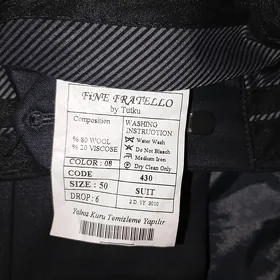 FiNE FRATELLO
by Tutku
Composition
WASHING
INSTRUCTION
% 80 WOOL
% 20 VISCOSE
Water Wash
Do Not Bleach
Medium Iron
Dry Clean Only
COLOR : 08
CODE 430
SIZE : 50 SUIT
DROP : 6
Yalnız Kuru Temizleme Yapılır